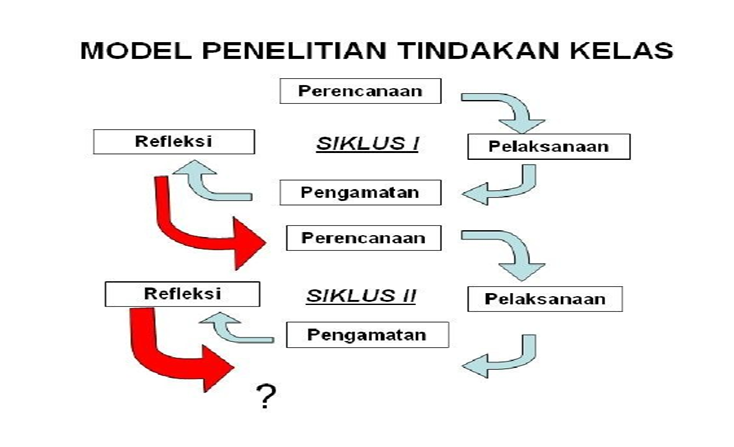 MODEL PENELITIAN TINDAKAN KELAS
Perencanaan
Refleksi
SIKLUS I
Pelaksanaan
Pengamatan
Perencanaan
Refleksi
SIKLUS II
Pelaksanaan
Pengamatan
?